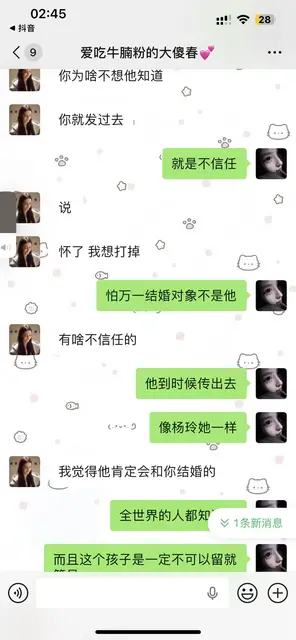 02:45
28
抖音
9
爱吃牛腩粉的大傻春💕
你为啥不想他知道
你就发过去
就是不信任
说
怀了 我想打掉
怕万一结婚对象不是他
有啥不信任的
他到时候传出去
像杨玲她一样
我觉得他肯定会和你结婚的
全世界的人都知
1条新消息
而且这个孩子是一定不可以留就